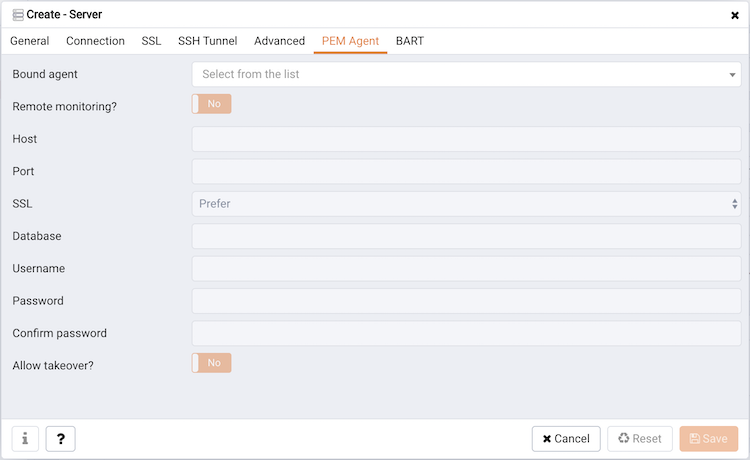 Create - Server
General Connection SSL SSH Tunnel Advanced PEM Agent BART
Bound agent Select from the list
Remote monitoring? No
Host
Port
SSL Prefer
Database
Username
Password
Confirm password
Allow takeover? No
i ? Cancel Reset Save